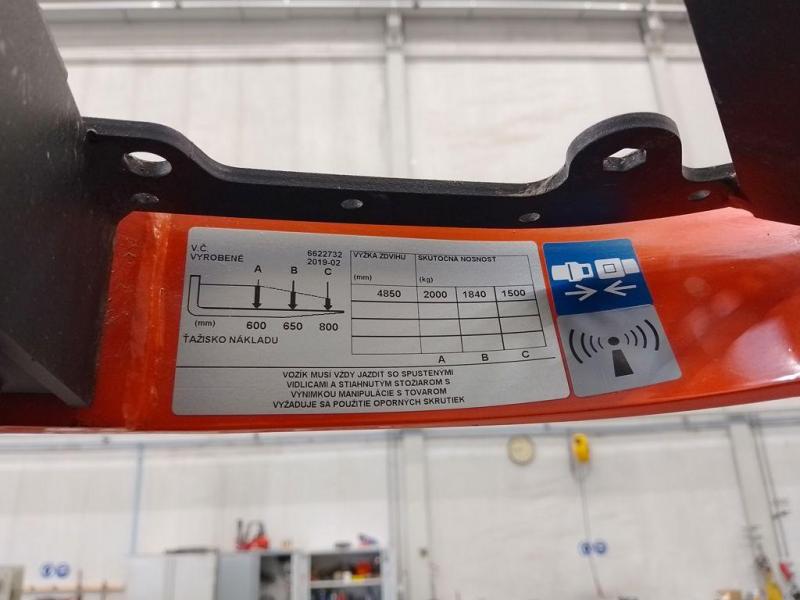 V.Č. 6622732
VYROBENÉ 2019-02
A B C
(mm) 600 650 800
ŤAŽISKO NÁKLADU
VÝŽKA ZDVIHU SKUTOČNÁ NOSNOSŤ
(mm) (kg)
4850 2000 1840 1500
A B C
VOZÍK MUSÍ VŽDY JAZDIŤ SO SPUSTENÝMI
VIDLICAMI A STIAHNUTÝM STOŽIAROM S
VÝNIMKOU MANIPULÁCIE S TOVAROM
VYŽADUJE SA POUŽITIE OPORNÝCH SKRUTIEK